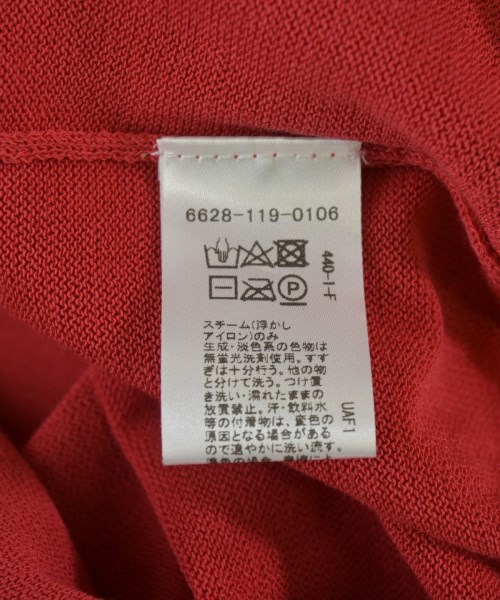 6628-119-0106
440-I-F
P
スチーム(浮かし
アイロン)のみ
生成・淡色系の色物は
無蛍光洗剤使用。すす
ぎは十分行う。他の物
と分けて洗う。つけ置
き洗い・濡れたままの
放置禁止。汗・飲料水
等の付着物は、変色の
原因となる場合がある
ので速やかに洗い流す。
UAF1